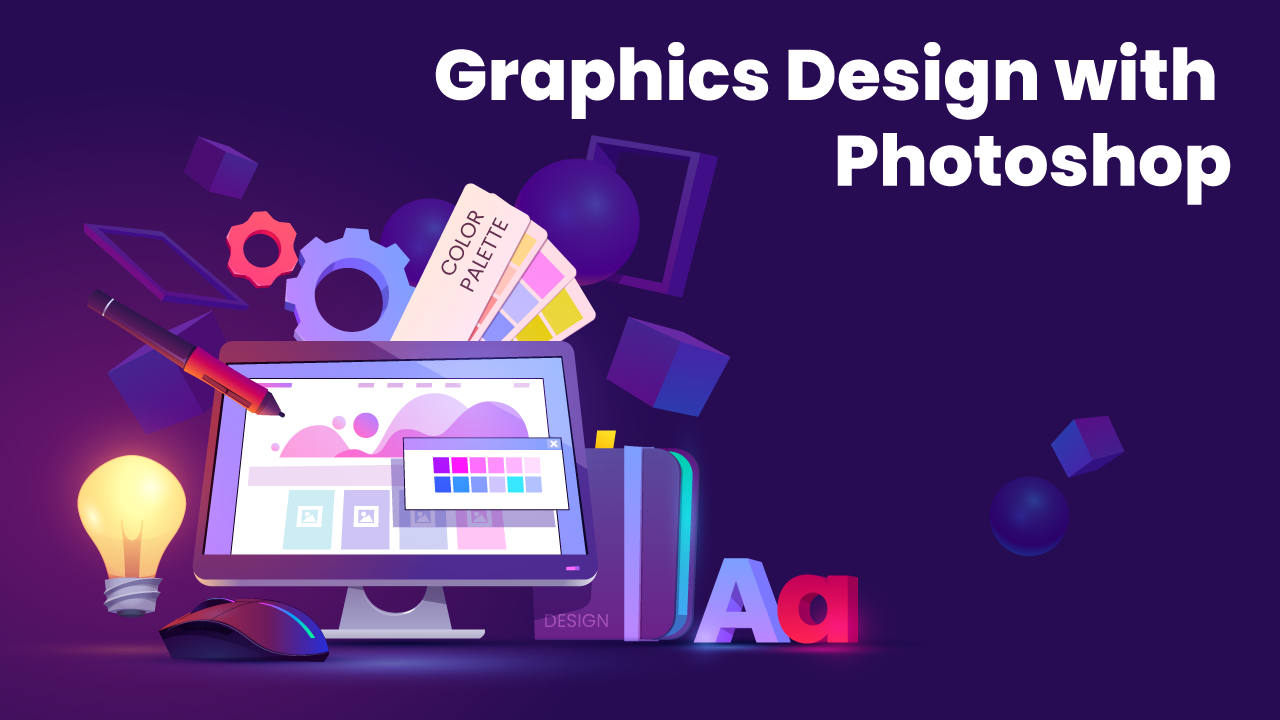 Graphics Design with
Photoshop
COLOR
PALETTE
DESIGN
Aa